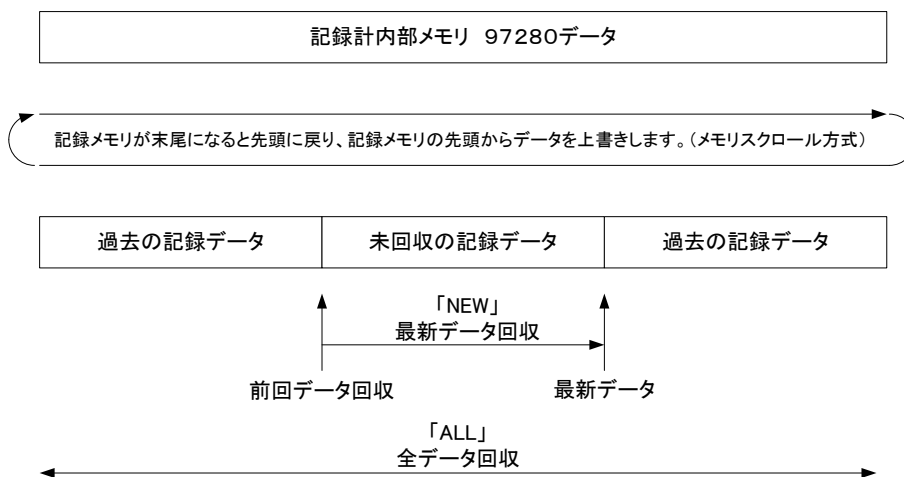 記録計内部メモリ 97280データ
記録メモリが末尾になると先頭に戻り、記録メモリの先頭からデータを上書きします。(メモリスクロール方式)
過去の記録データ 未回収の記録データ 過去の記録データ
「NEW」
最新データ回収
前回データ回収 最新データ
「ALL」
全データ回収